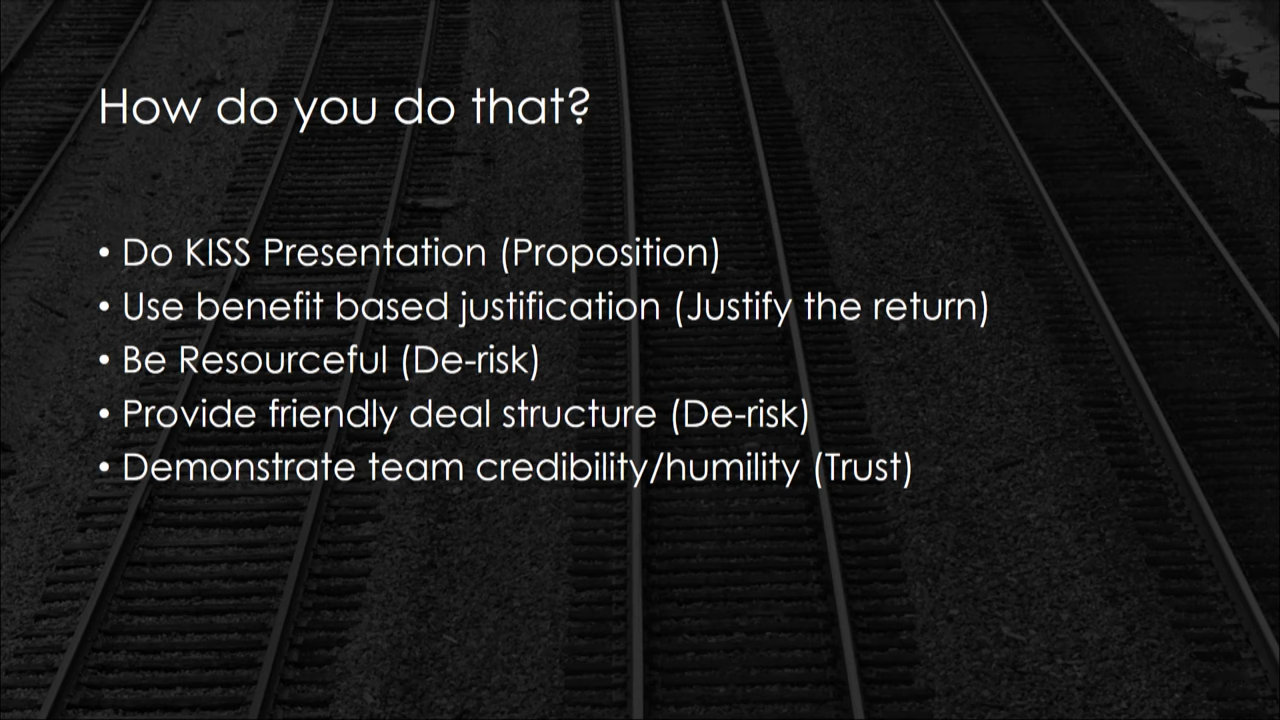 How do you do that?
• Do KISS Presentation (Proposition)
• Use benefit based justification (Justify the return)
• Be Resourceful (De-risk)
• Provide friendly deal structure (De-risk)
• Demonstrate team credibility/humility (Trust)